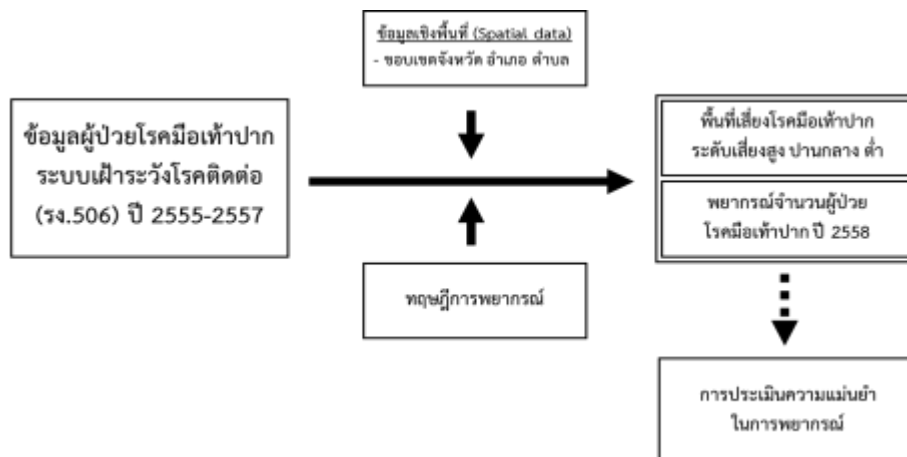 ข้อมูลเชิงพื้นที่ (Spatial data)
- ขอบเขตจังหวัด อำเภอ ตำบล
ข้อมูลผู้ป่วยโรคมือเท้าปาก
ระบบเฝ้าระวังโรคติดต่อ
(รง.506) ปี 2555-2557
พื้นที่เสี่ยงโรคมือเท้าปาก
ระดับเสี่ยงสูง ปานกลาง ต่ำ
พยากรณ์จำนวนผู้ป่วย
โรคมือเท้าปาก ปี 2558
ทฤษฎีการพยากรณ์
การประเมินความแม่นยำ
ในการพยากรณ์